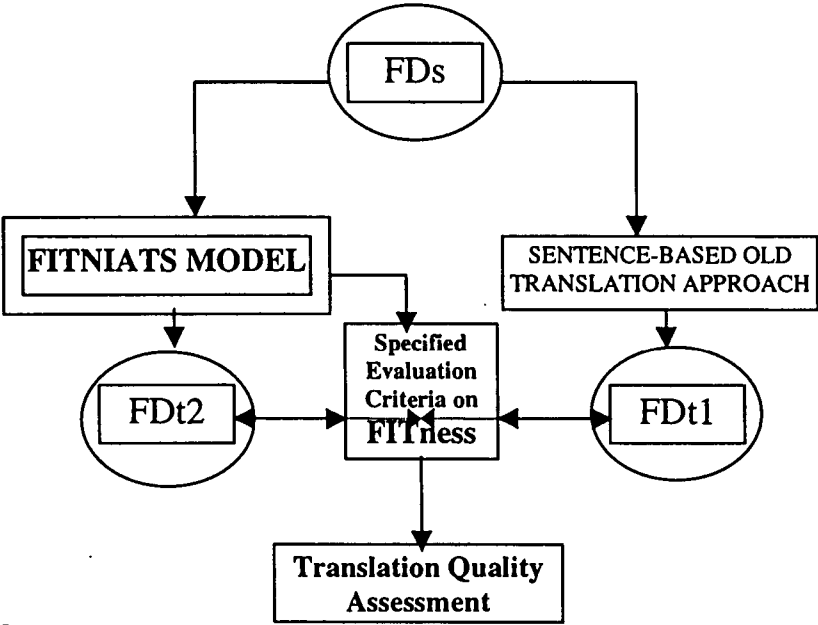 FDs
FITNIATS MODEL
SENTENCE-BASED OLD
TRANSLATION APPROACH
Specified
Evaluation
Criteria on
FITness
FDt2
FDt1
Translation Quality
Assessment